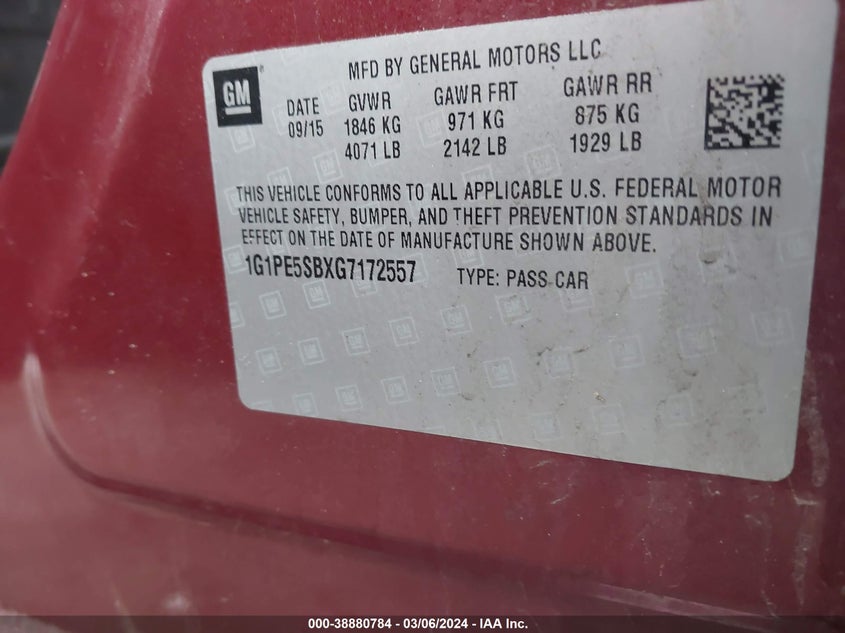 MFD BY GENERAL MOTORS LLC
GM
DATE GVWR GAWR FRT GAWR RR
09/15 1846 KG 971 KG 875 KG
4071 LB 2142 LB 1929 LB
THIS VEHICLE CONFORMS TO ALL APPLICABLE U.S. FEDERAL MOTOR
VEHICLE SAFETY, BUMPER, AND THEFT PREVENTION STANDARDS IN
EFFECT ON THE DATE OF MANUFACTURE SHOWN ABOVE.
1G1PE5SBXG7172557 TYPE: PASS CAR
000-38880784 - 03/06/2024 - IAA Inc.